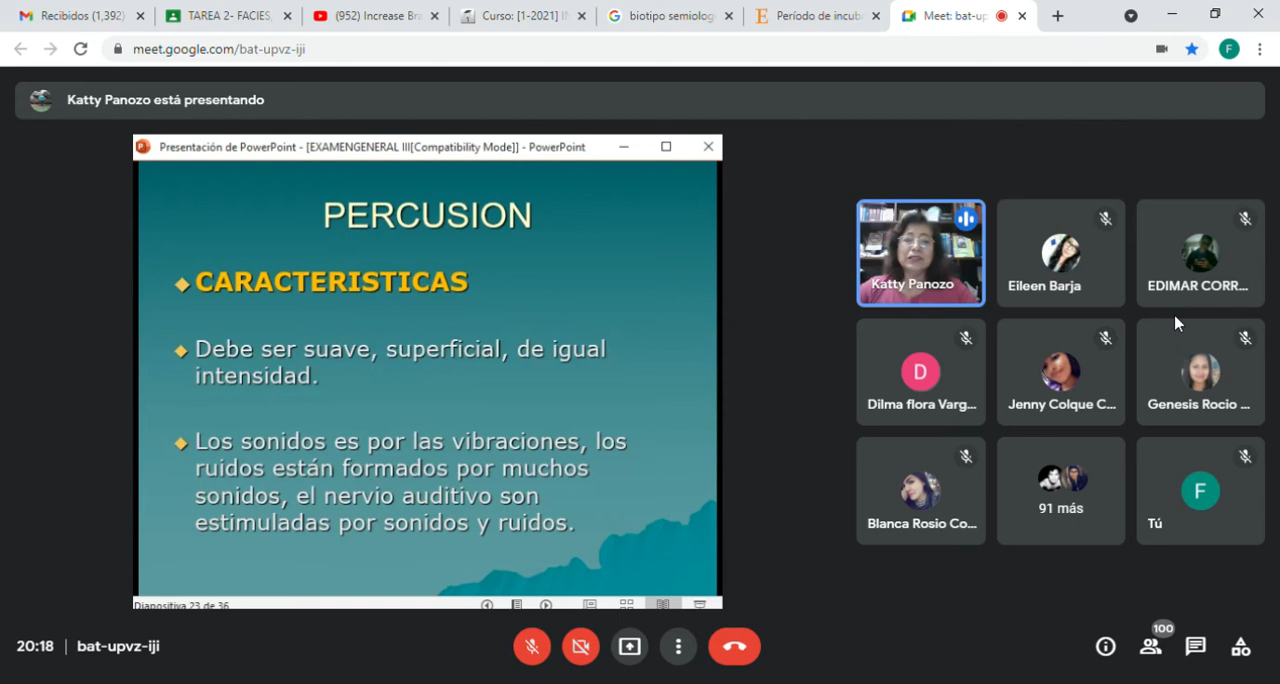 Recibidos (1,392)
TAREA 2- FACIES,
(952) Increase Bra
Curso: [1-2021] II
biotipo semiolog
Período de incub
Meet: bat-up
meet.google.com/bat-upvz-iji
F
Katty Panozo está presentando
Presentación de PowerPoint - [EXAMENGENERAL III[Compatibility Mode]] - PowerPoint
PERCUSION
CARACTERISTICAS
Debe ser suave, superficial, de igual
intensidad.
Los sonidos es por las vibraciones, los
ruidos están formados por muchos
sonidos, el nervio auditivo son
estimuladas por sonidos y ruidos.
Diapositiva 23 de 36
Katty Panozo
Eileen Barja
EDIMAR CORR...
D
Dilma flora Varg...
Jenny Colque C...
Genesis Rocio ...
Blanca Rosio Co...
91 más
F
Tú
20:18 | bat-upvz-iji
100